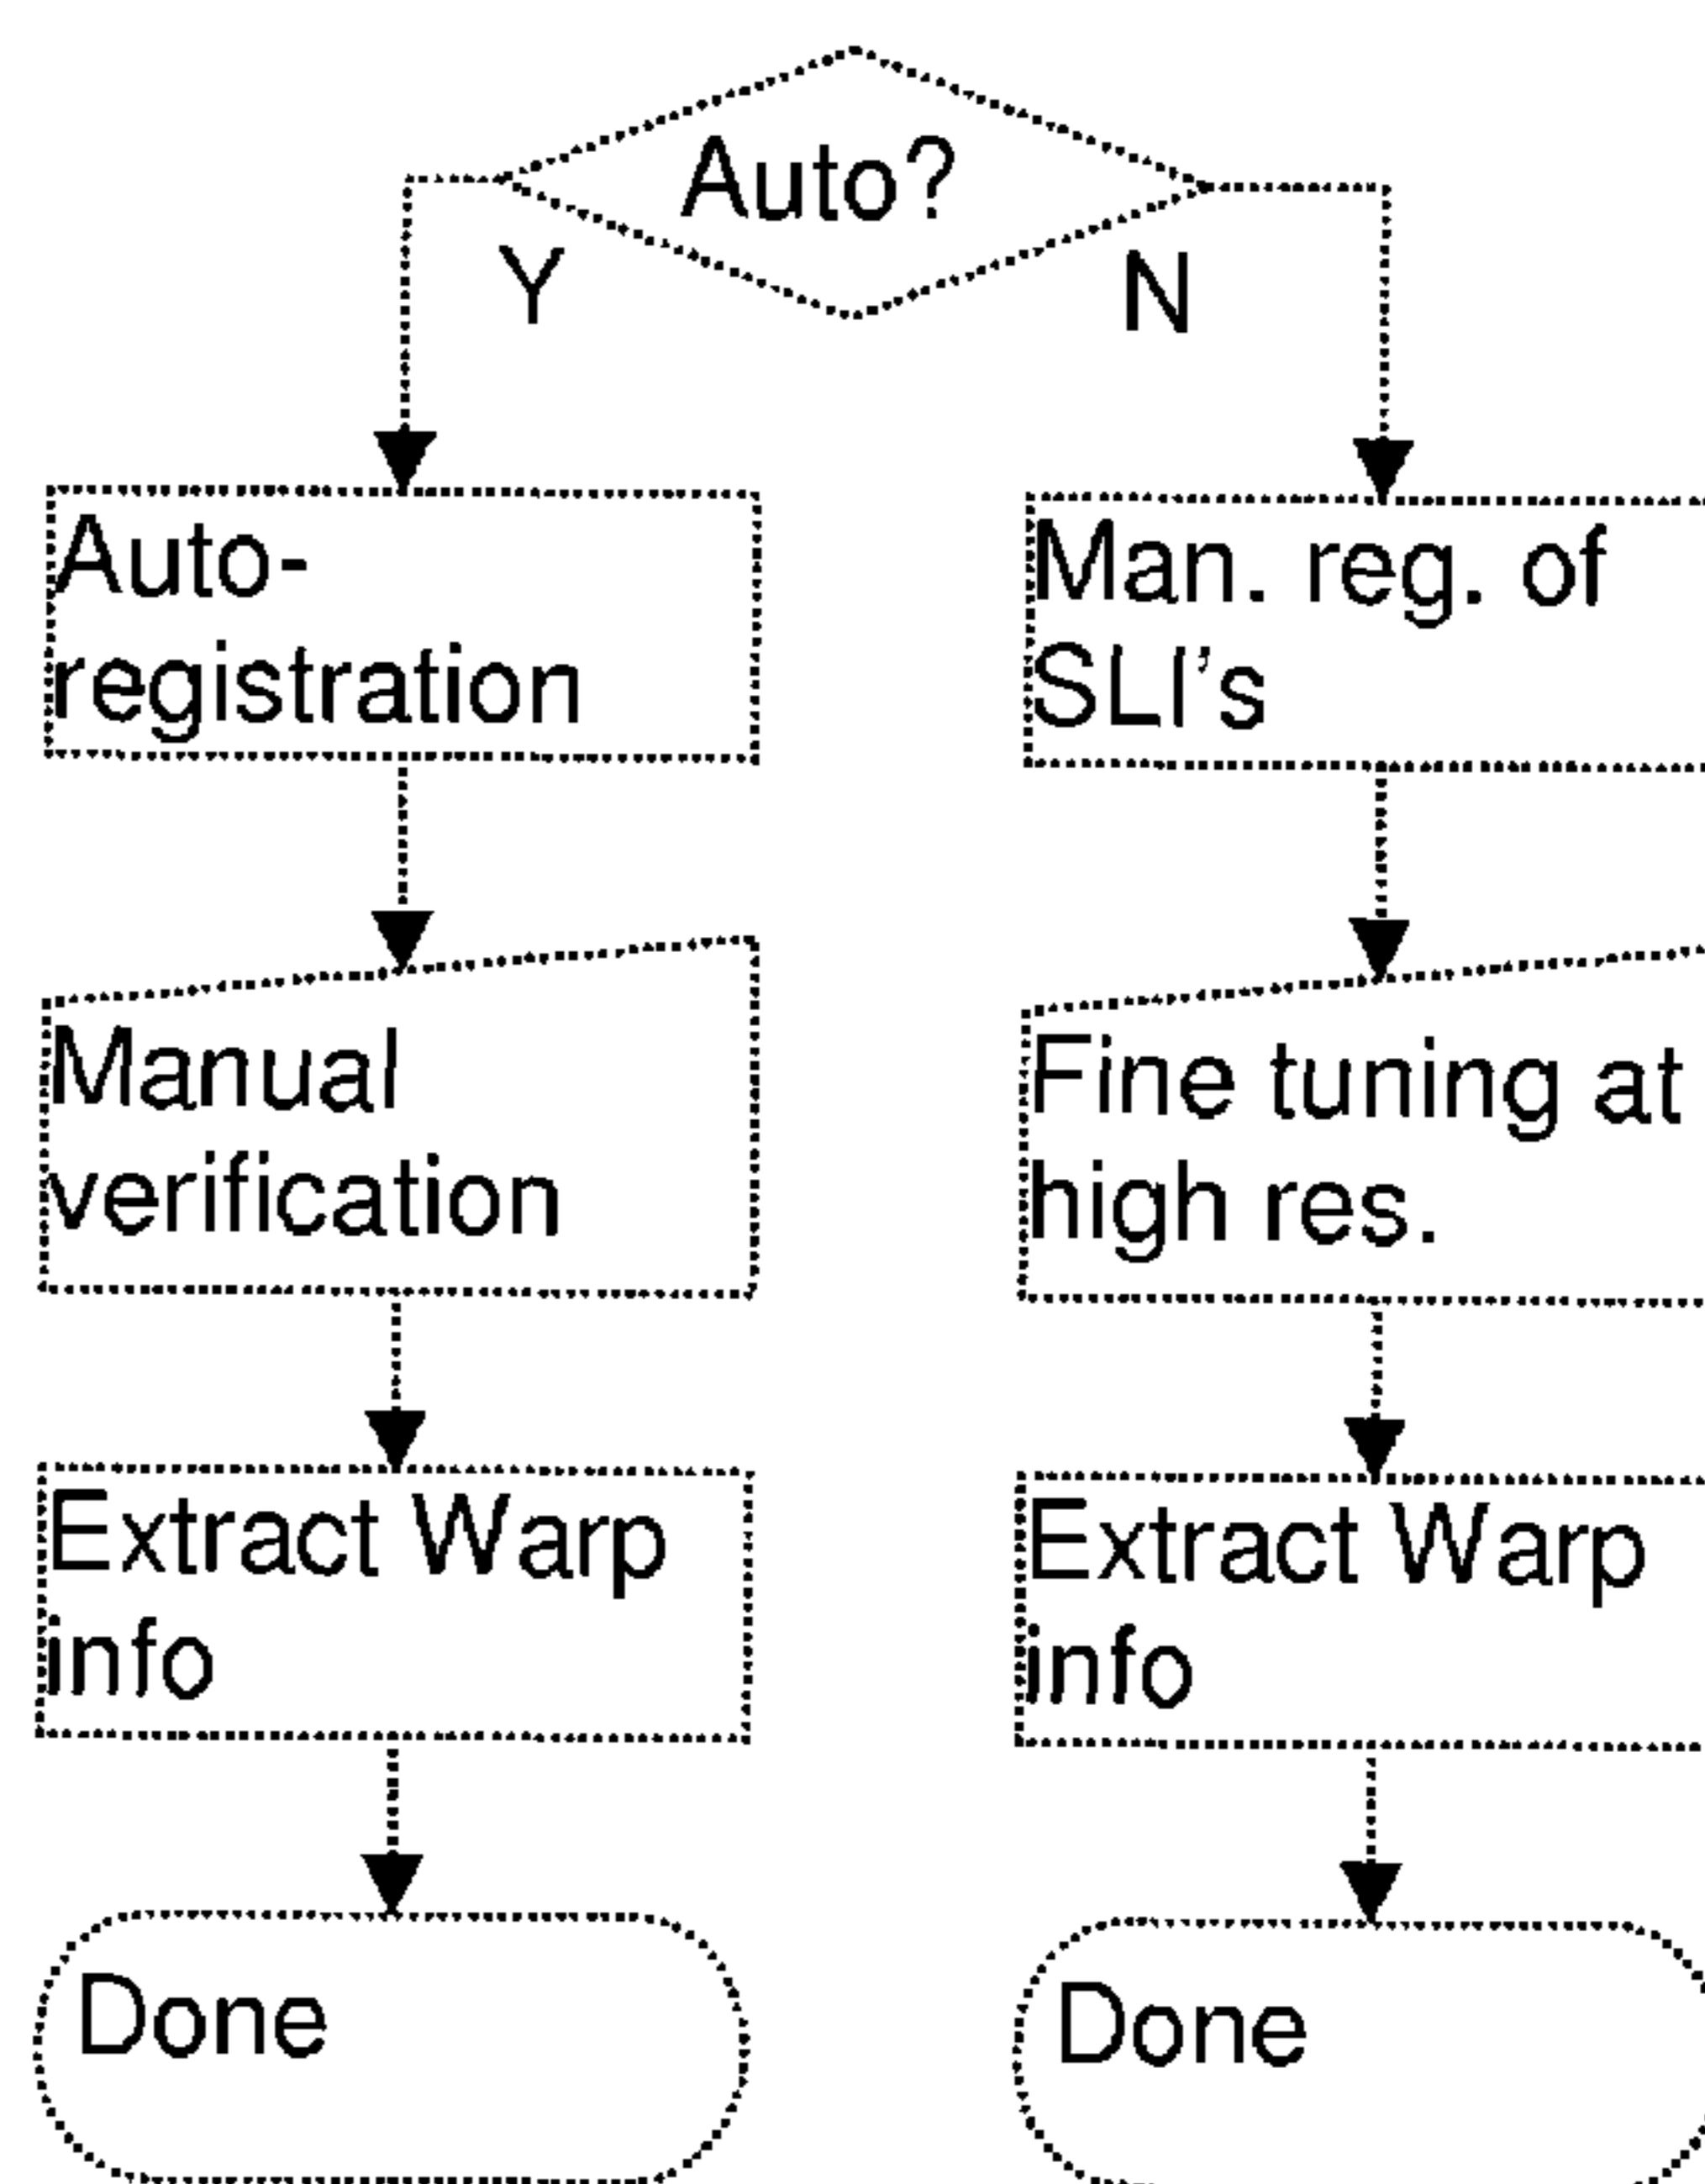 Auto?
Y
N
Auto-
registration
Manual
verification
Extract Warp
info
Done
Man. reg. of
SLI's
Fine tuning at
high res.
Extract Warp
info
Done